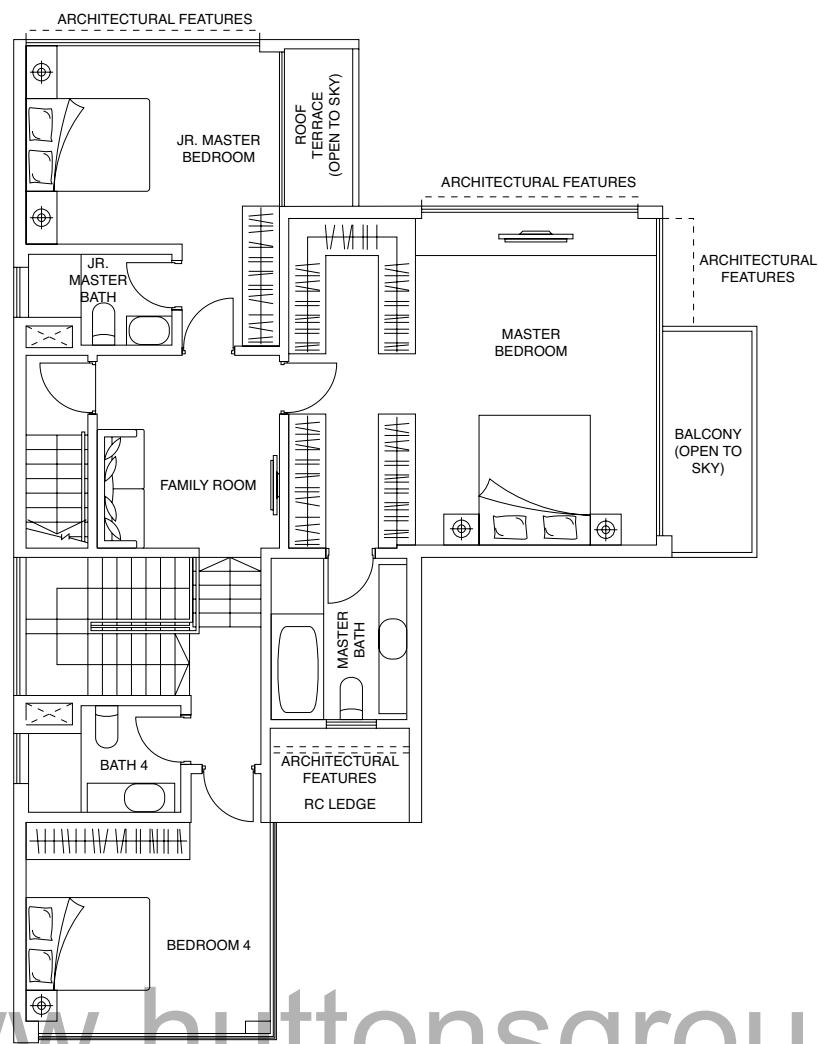 ARCHITECTURAL FEATURES
JR. MASTER
BEDROOM
ROOF
TERRACE
(OPEN TO SKY)
ARCHITECTURAL FEATURES
ARCHITECTURAL
FEATURES
JR.
MASTER
BATH
MASTER
BEDROOM
BALCONY
(OPEN TO
SKY)
FAMILY ROOM
MASTER
BATH
BATH 4
ARCHITECTURAL
FEATURES
RC LEDGE
BEDROOM 4